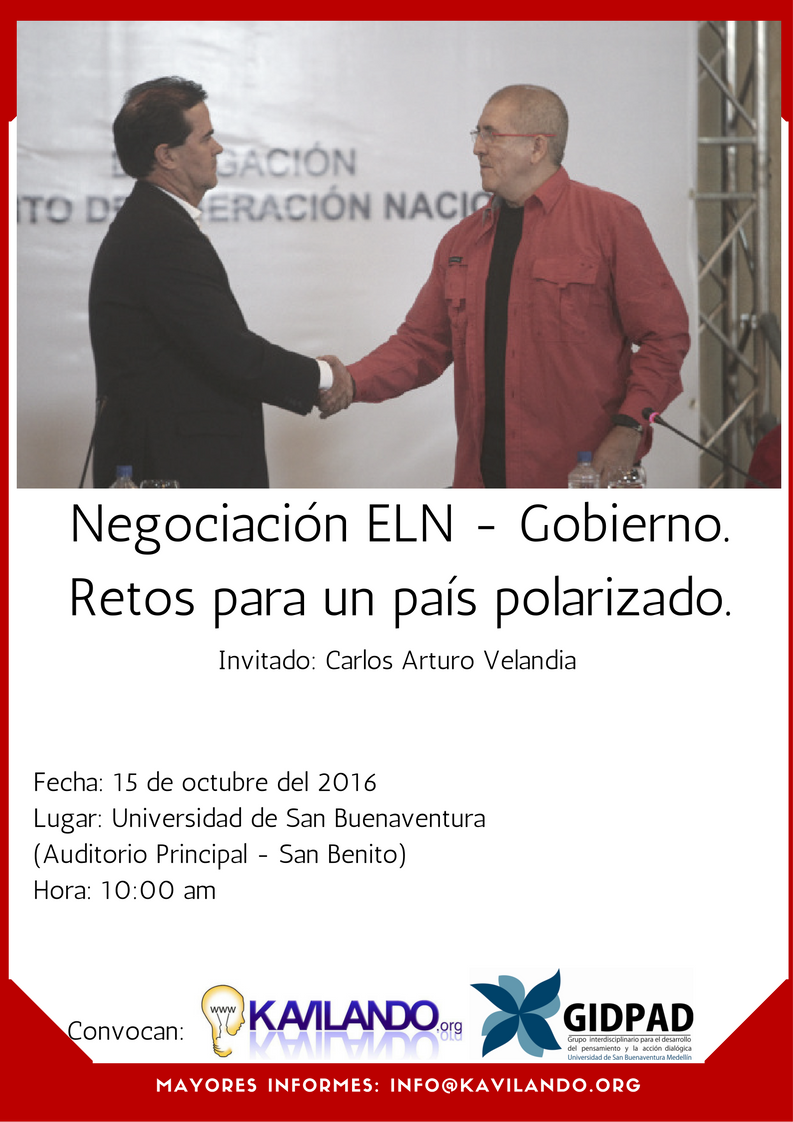 GACIÓN
TO DE ERACIÓN NACIO
Negociación ELN - Gobierno.
Retos para un país polarizado.
Invitado: Carlos Arturo Velandia
Fecha: 15 de octubre del 2016
Lugar: Universidad de San Buenaventura
(Auditorio Principal - San Benito)
Hora: 10:00 am
Convocan:
www
KAVILANDO.org
GIDPAD
Grupo interdisciplinario para el desarrollo
del pensamiento y la acción dialógica
Universidad de San Buenaventura Medellín
MAYORES INFORMES: INFO@KAVILANDO.ORG